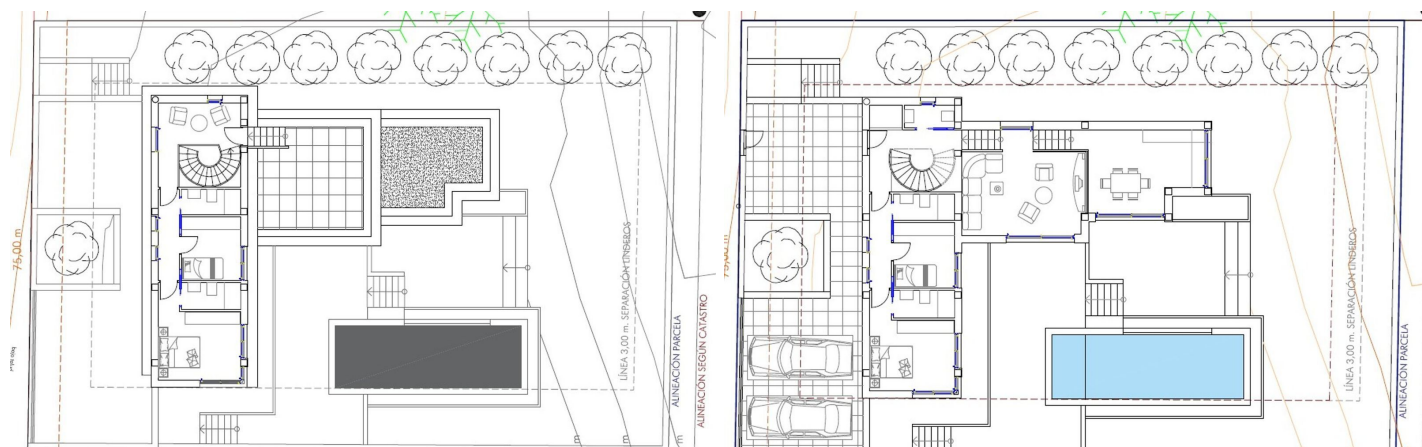 75,00 m
LÍNEA 3,00 m. SEPARACIÓN LINDEROS
ALINEACIÓN PARCELA
ALINEACIÓN SEGÚN CATASTRO
m
m
m
LÍNEA 3,00 m. SEPARACIÓN LINDEROS
ALINEACIÓN PARCELA